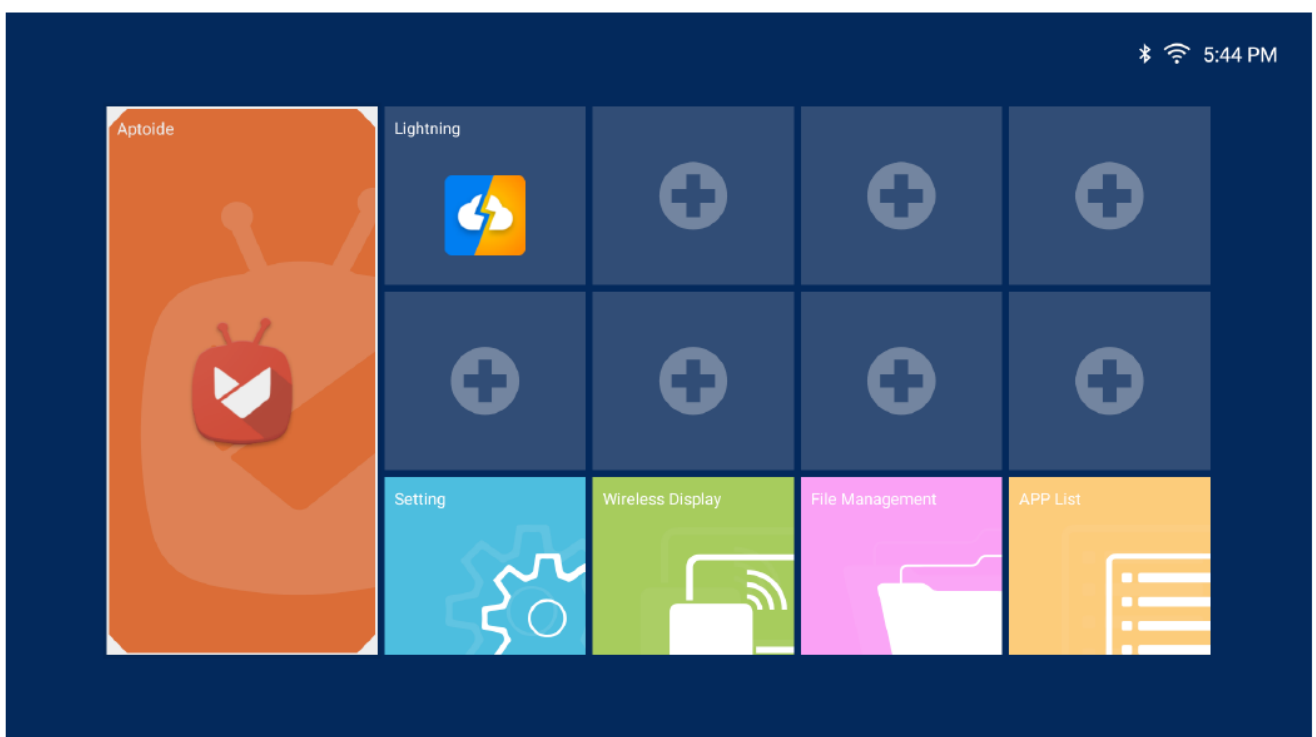 5:44 PM
Aptoide
Lightning
Setting
Wireless Display
File Management
APP List